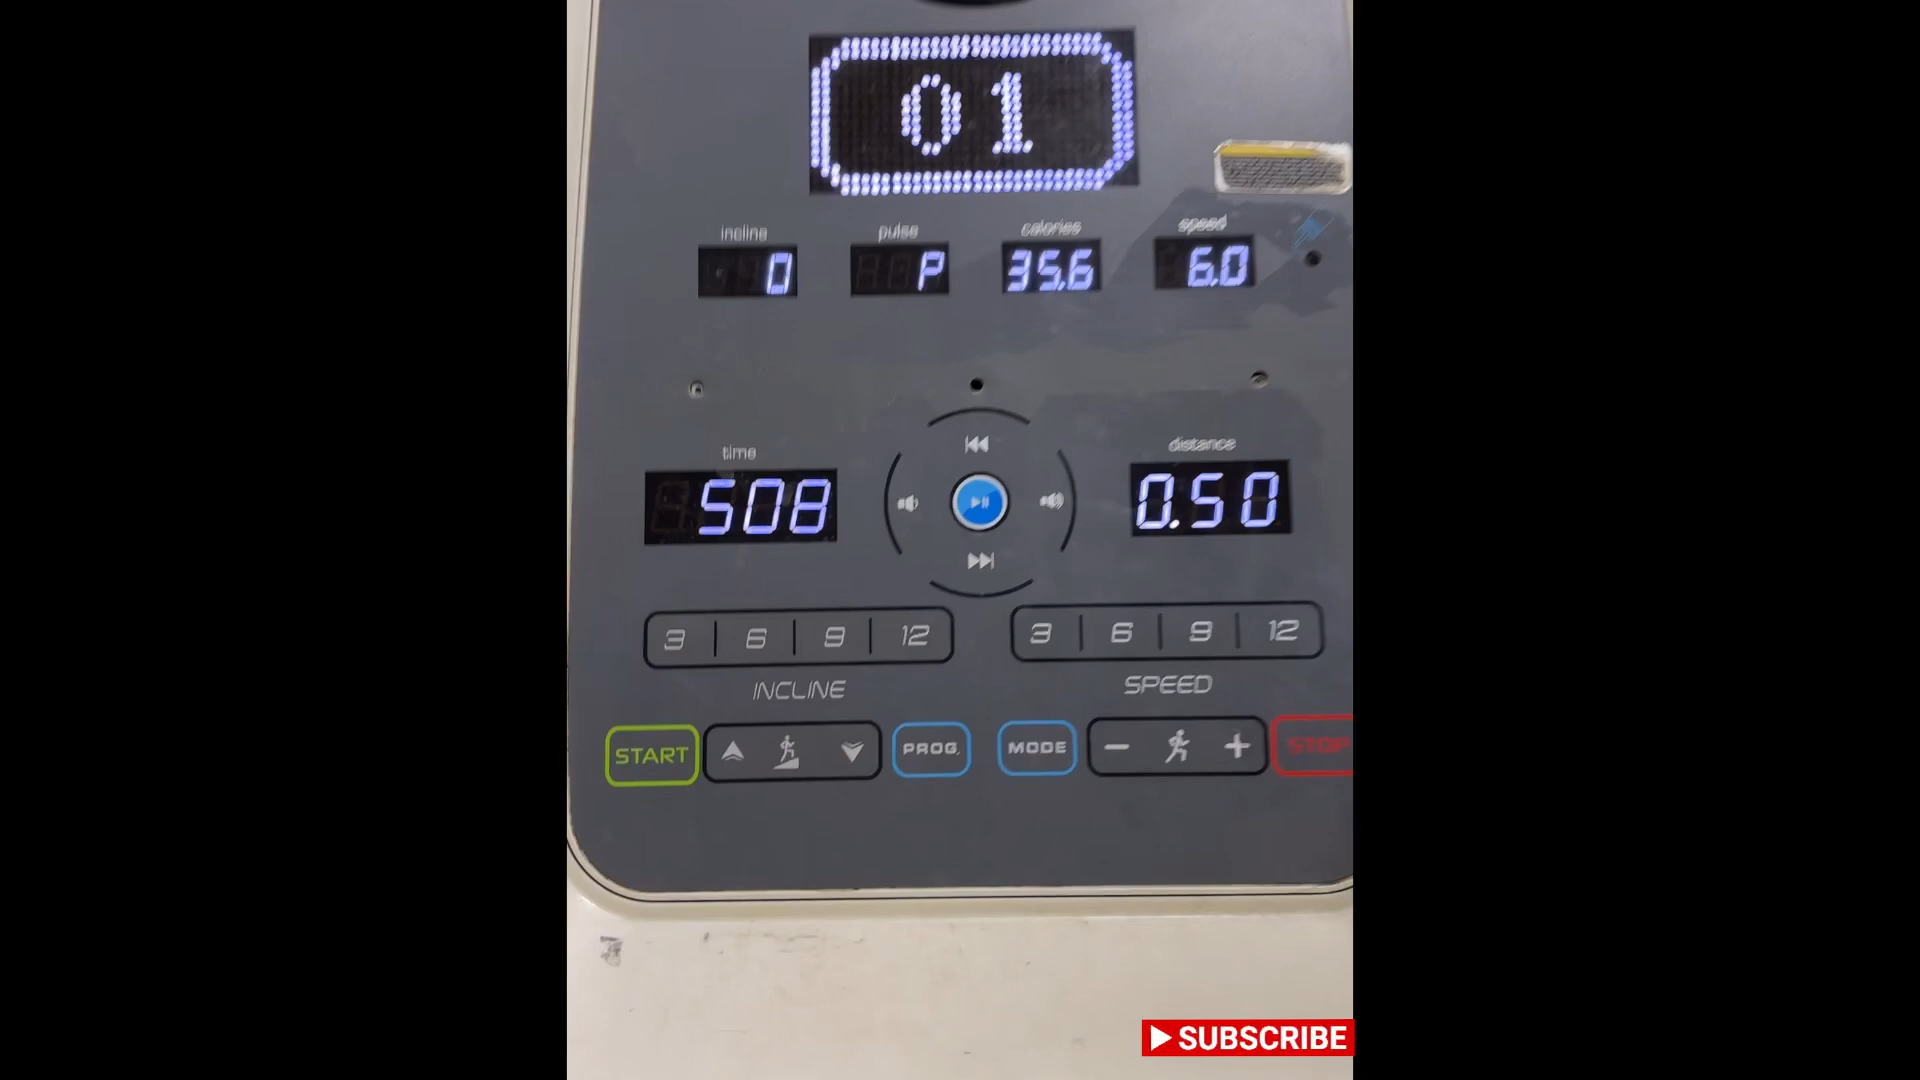 01
incline pulse calories speed
0 P 35.6 6.0
time distance
508 0.50
3 6 9 12 3 6 9 12
INCLINE SPEED
START PROG. MODE STOP
SUBSCRIBE